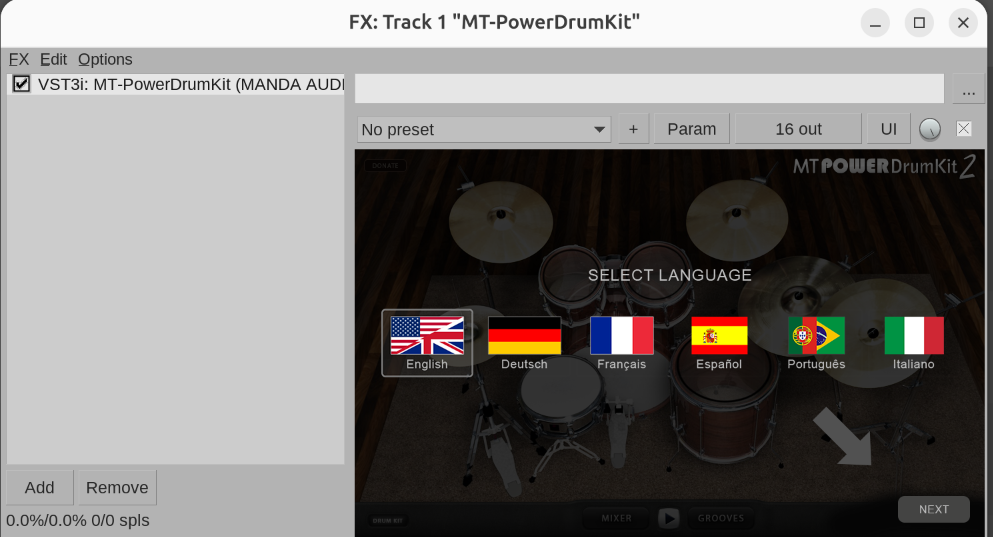 FX: Track 1 "MT-PowerDrumKit"
FX Edit Options
VST3i: MT-PowerDrumKit (MANDA AUDI
...
No preset + Param 16 out UI
DONATE
MT POWER DrumKit 2
SELECT LANGUAGE
English Deutsch Français Español Português Italiano
NEXT
Add Remove
DRUM KIT MIXER GROOVES
0.0%/0.0% 0/0 spls